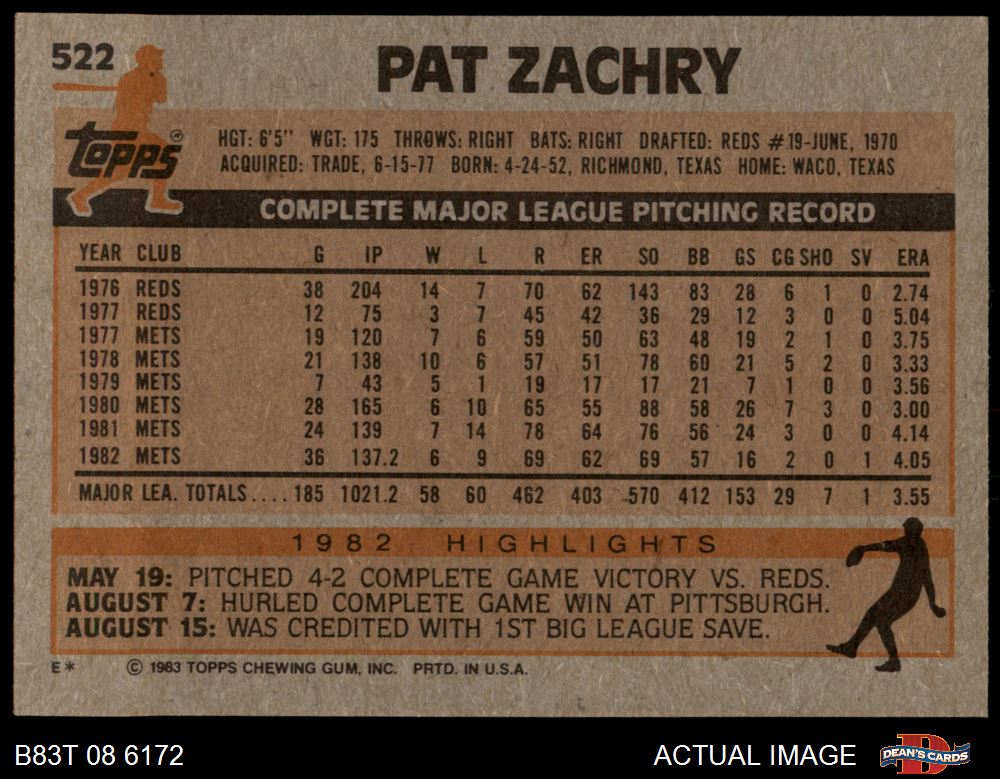 522
PAT ZACHRY
Topps®
HGT: 6'5" WGT: 175 THROWS: RIGHT BATS: RIGHT DRAFTED: REDS #19-JUNE, 1970
ACQUIRED: TRADE, 6-15-77 BORN: 4-24-52, RICHMOND, TEXAS HOME: WACO, TEXAS
COMPLETE MAJOR LEAGUE PITCHING RECORD
YEAR CLUB G IP W L R ER SO BB GS CG SHO SV ERA
1976 REDS 38 204 14 7 70 62 143 83 28 6 1 0 2.74
1977 REDS 12 75 3 7 45 42 36 29 12 3 0 0 5.04
1977 METS 19 120 7 6 59 50 63 48 19 2 1 0 3.75
1978 METS 21 138 10 6 57 51 78 60 21 5 2 0 3.33
1979 METS 7 43 5 1 19 17 17 21 7 1 0 0 3.56
1980 METS 28 165 6 10 65 55 88 58 26 7 3 0 3.00
1981 METS 24 139 7 14 78 64 76 56 24 3 0 0 4.14
1982 METS 36 137.2 6 9 69 62 69 57 16 2 0 1 4.05
MAJOR LEA. TOTALS.... 185 1021.2 58 60 462 403 570 412 153 29 7 1 3.55
1982 HIGHLIGHTS
MAY 19: PITCHED 4-2 COMPLETE GAME VICTORY VS. REDS.
AUGUST 7: HURLED COMPLETE GAME WIN AT PITTSBURGH.
AUGUST 15: WAS CREDITED WITH 1ST BIG LEAGUE SAVE.
E* © 1983 TOPPS CHEWING GUM, INC. PRTD. IN U.S.A.
B83T 08 6172 ACTUAL IMAGE D DEAN'S CARDS